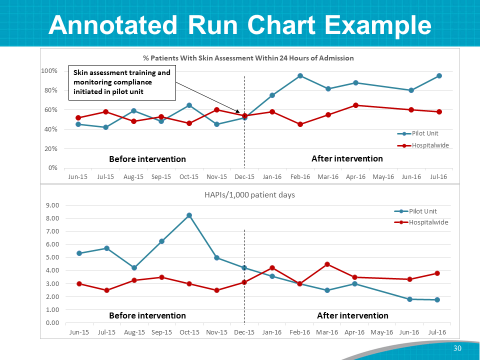 Annotated Run Chart Example
% Patients With Skin Assessment Within 24 Hours of Admission
100%
80%
60%
40%
20%
0%
Skin assessment training and
monitoring compliance
initiated in pilot unit
Pilot Unit
Hospitalwide
Before intervention
After intervention
Jun-15 Jul-15 Aug-15 Sep-15 Oct-15 Nov-15 Dec-15 Jan-16 Feb-16 Mar-16 Apr-16 May-16 Jun-16 Jul-16
HAPIs/1,000 patient days
9.00
8.00
7.00
6.00
5.00
4.00
3.00
2.00
1.00
0.00
Pilot Unit
Hospitalwide
Before intervention
After intervention
Jun-15 Jul-15 Aug-15 Sep-15 Oct-15 Nov-15 Dec-15 Jan-16 Feb-16 Mar-16 Apr-16 May-16 Jun-16 Jul-16
30